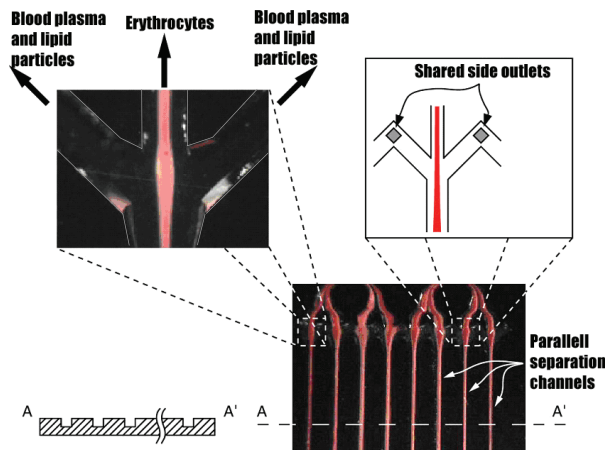 Blood plasma
and lipid
particles
Erythrocytes
Blood plasma
and lipid
particles
Shared side outlets
Parallell
separation
channels
A
A'
A
A'